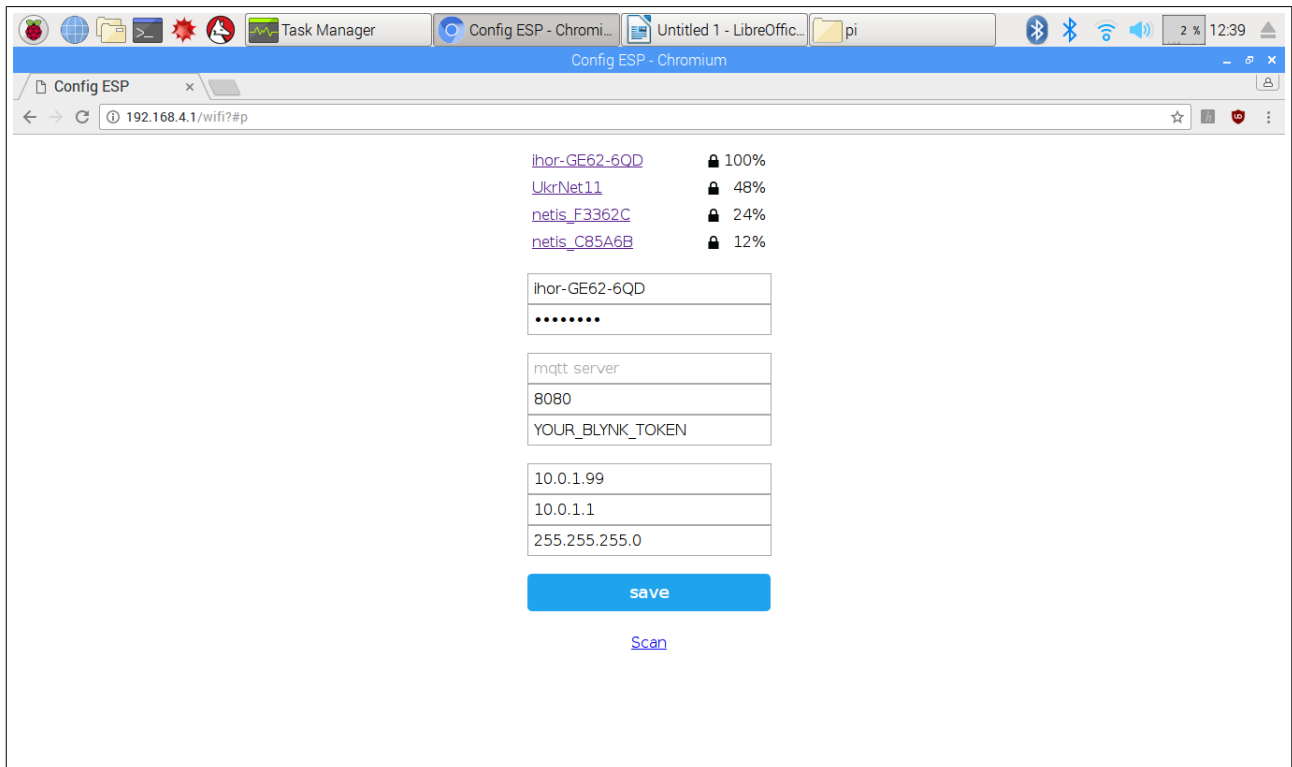 Task Manager
Config ESP - Chromi...
Untitled 1 - LibreOffic...
pi
2 %
12:39
Config ESP - Chromium
Config ESP
192.168.4.1/wifi?#p
ihor-GE62-6QD 100%
UkrNet11 48%
netis_F3362C 24%
netis_C85A6B 12%
ihor-GE62-6QD
••••••••
mqtt server
8080
YOUR_BLYNK_TOKEN
10.0.1.99
10.0.1.1
255.255.255.0
save
Scan